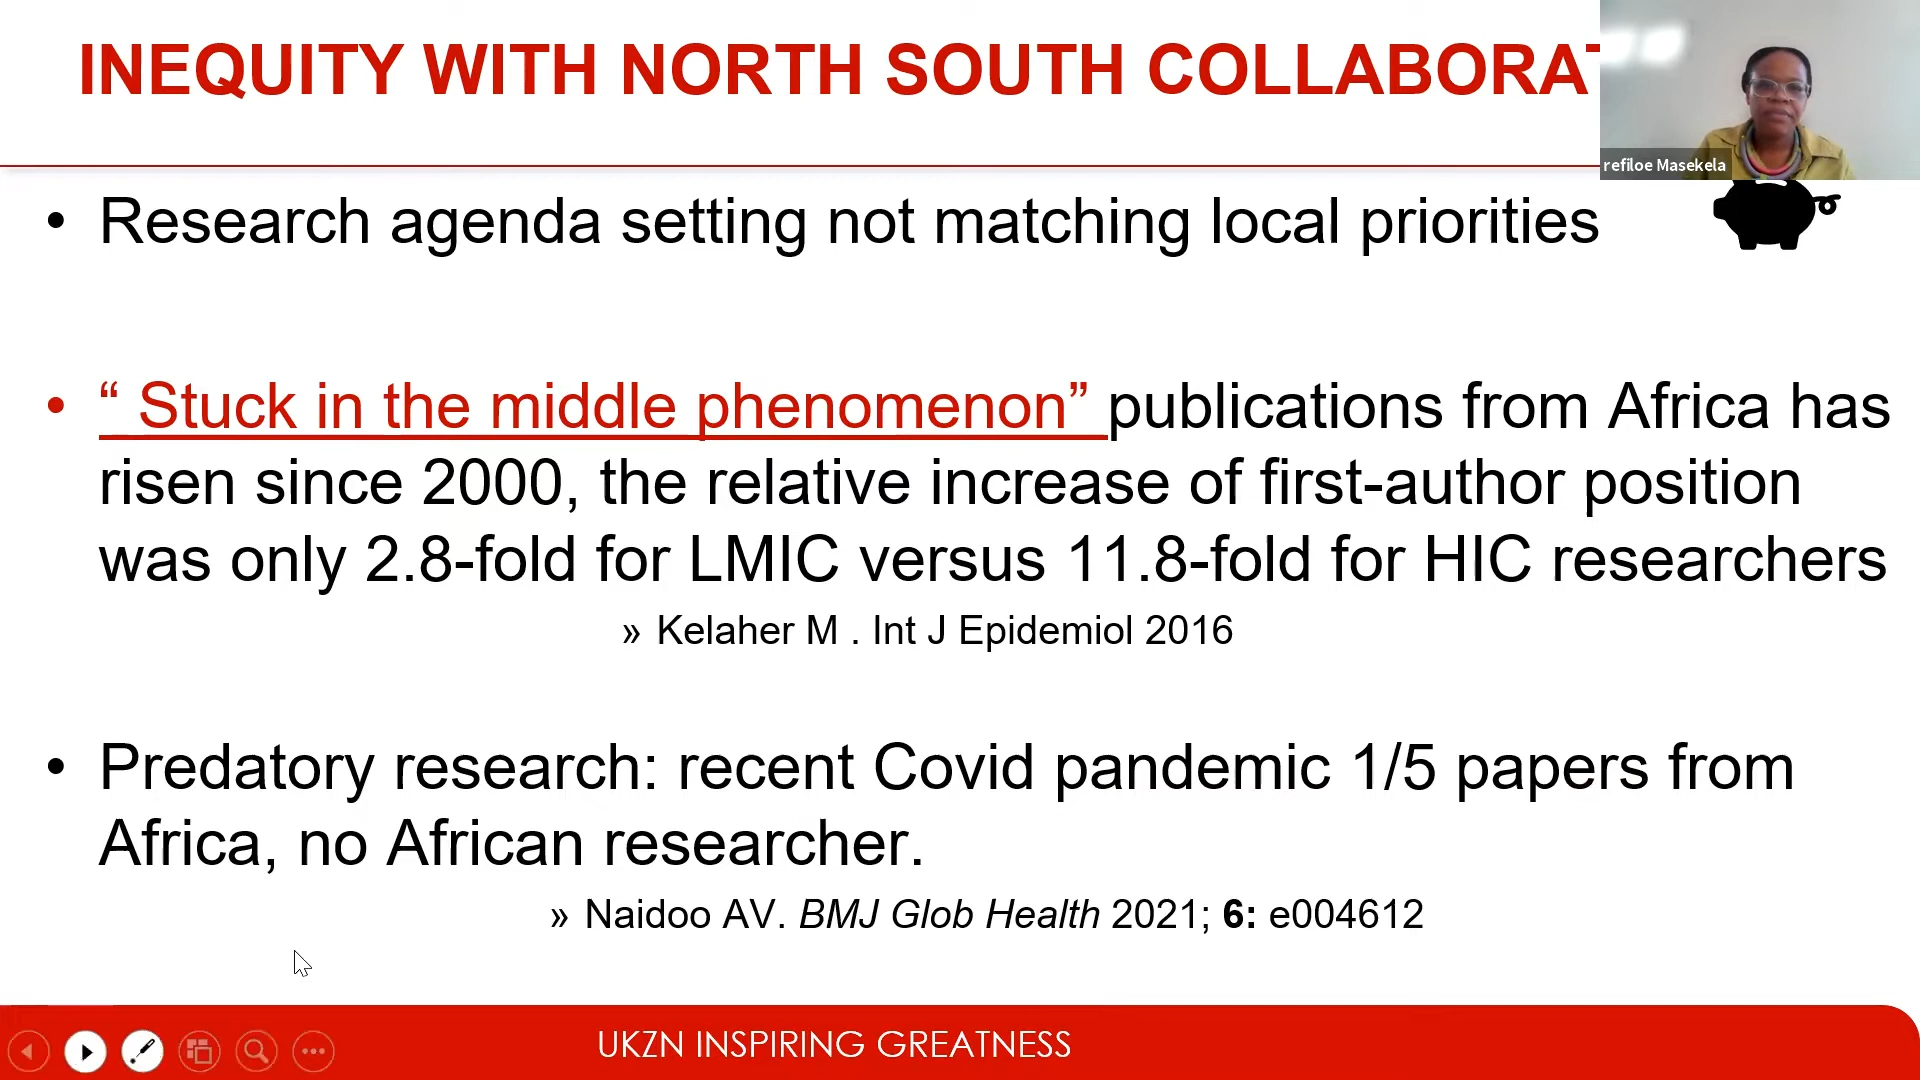 INEQUITY WITH NORTH SOUTH COLLABORAT
refiloe Masekela
• Research agenda setting not matching local priorities
• “ Stuck in the middle phenomenon” publications from Africa has
risen since 2000, the relative increase of first-author position
was only 2.8-fold for LMIC versus 11.8-fold for HIC researchers
» Kelaher M . Int J Epidemiol 2016
• Predatory research: recent Covid pandemic 1/5 papers from
Africa, no African researcher.
» Naidoo AV. BMJ Glob Health 2021; 6: e004612
UKZN INSPIRING GREATNESS